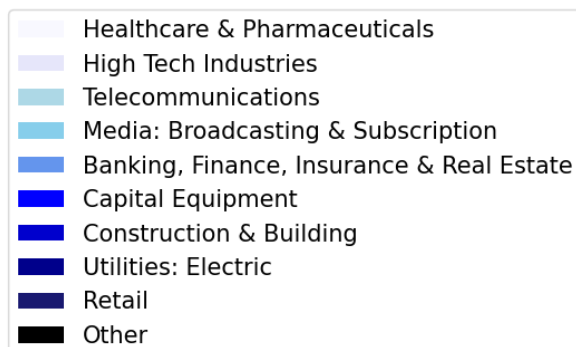 Healthcare & Pharmaceuticals
High Tech Industries
Telecommunications
Media: Broadcasting & Subscription
Banking, Finance, Insurance & Real Estate
Capital Equipment
Construction & Building
Utilities: Electric
Retail
Other